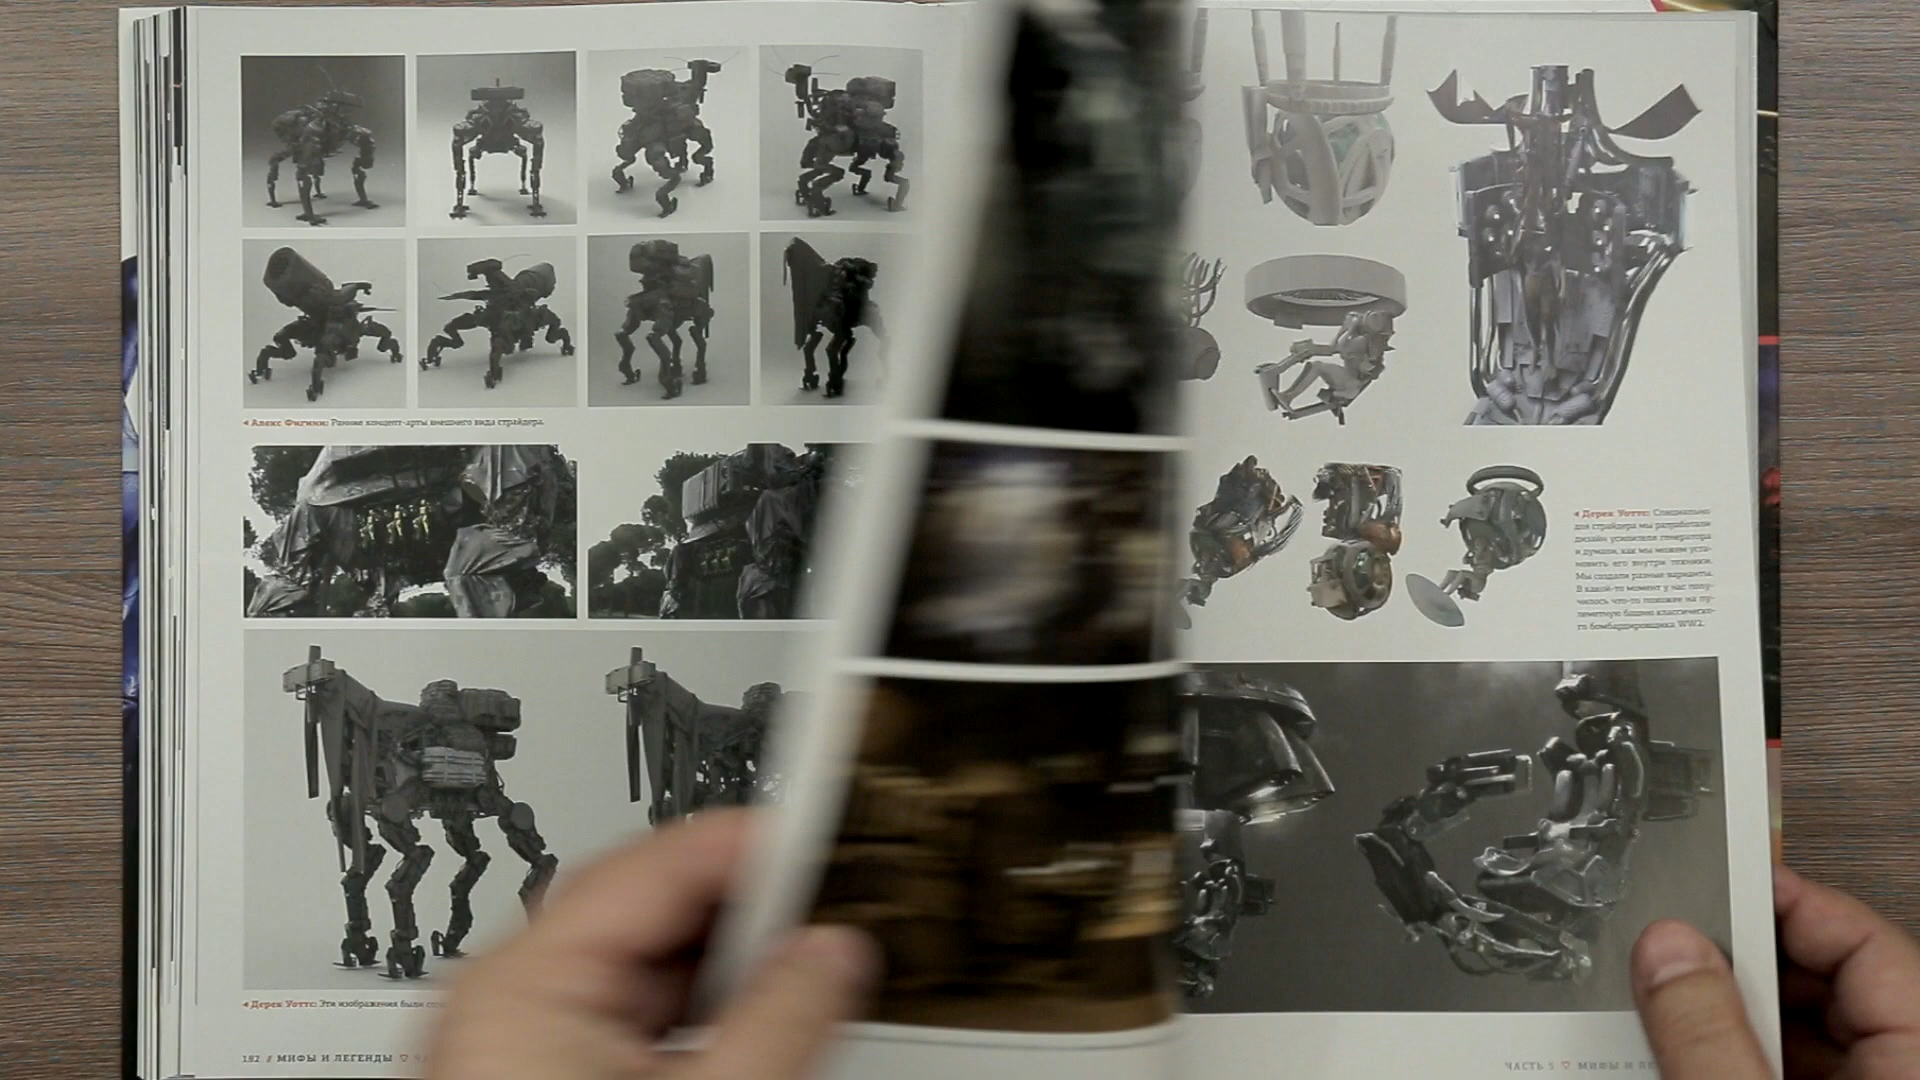 ◀ Алекс Фигини: Ранние концепт-арты внешнего вида страйдера.
◀ Дерек Уоттс: Специально
для страйдера мы разработали
дизайн усилителя генератора
и думали, как мы можем уста-
новить его внутри техники.
Мы создали разные варианты.
В какой-то момент у нас полу-
чилось что-то похожее на пу-
леметную башню классическо-
го бомбардировщика WW2.
◀ Дерек Уоттс: Эти изображения были
182 // МИФЫ И ЛЕГЕНДЫ
ЧАСТЬ 5 МИФЫ И